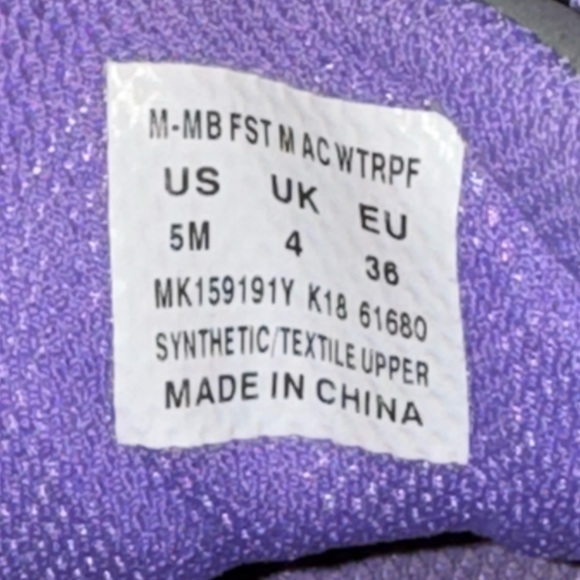 M-MB FST M AC WTRPF
US UK EU
5M 4 36
MK159191Y K18 61680
SYNTHETIC/TEXTILE UPPER
MADE IN CHINA